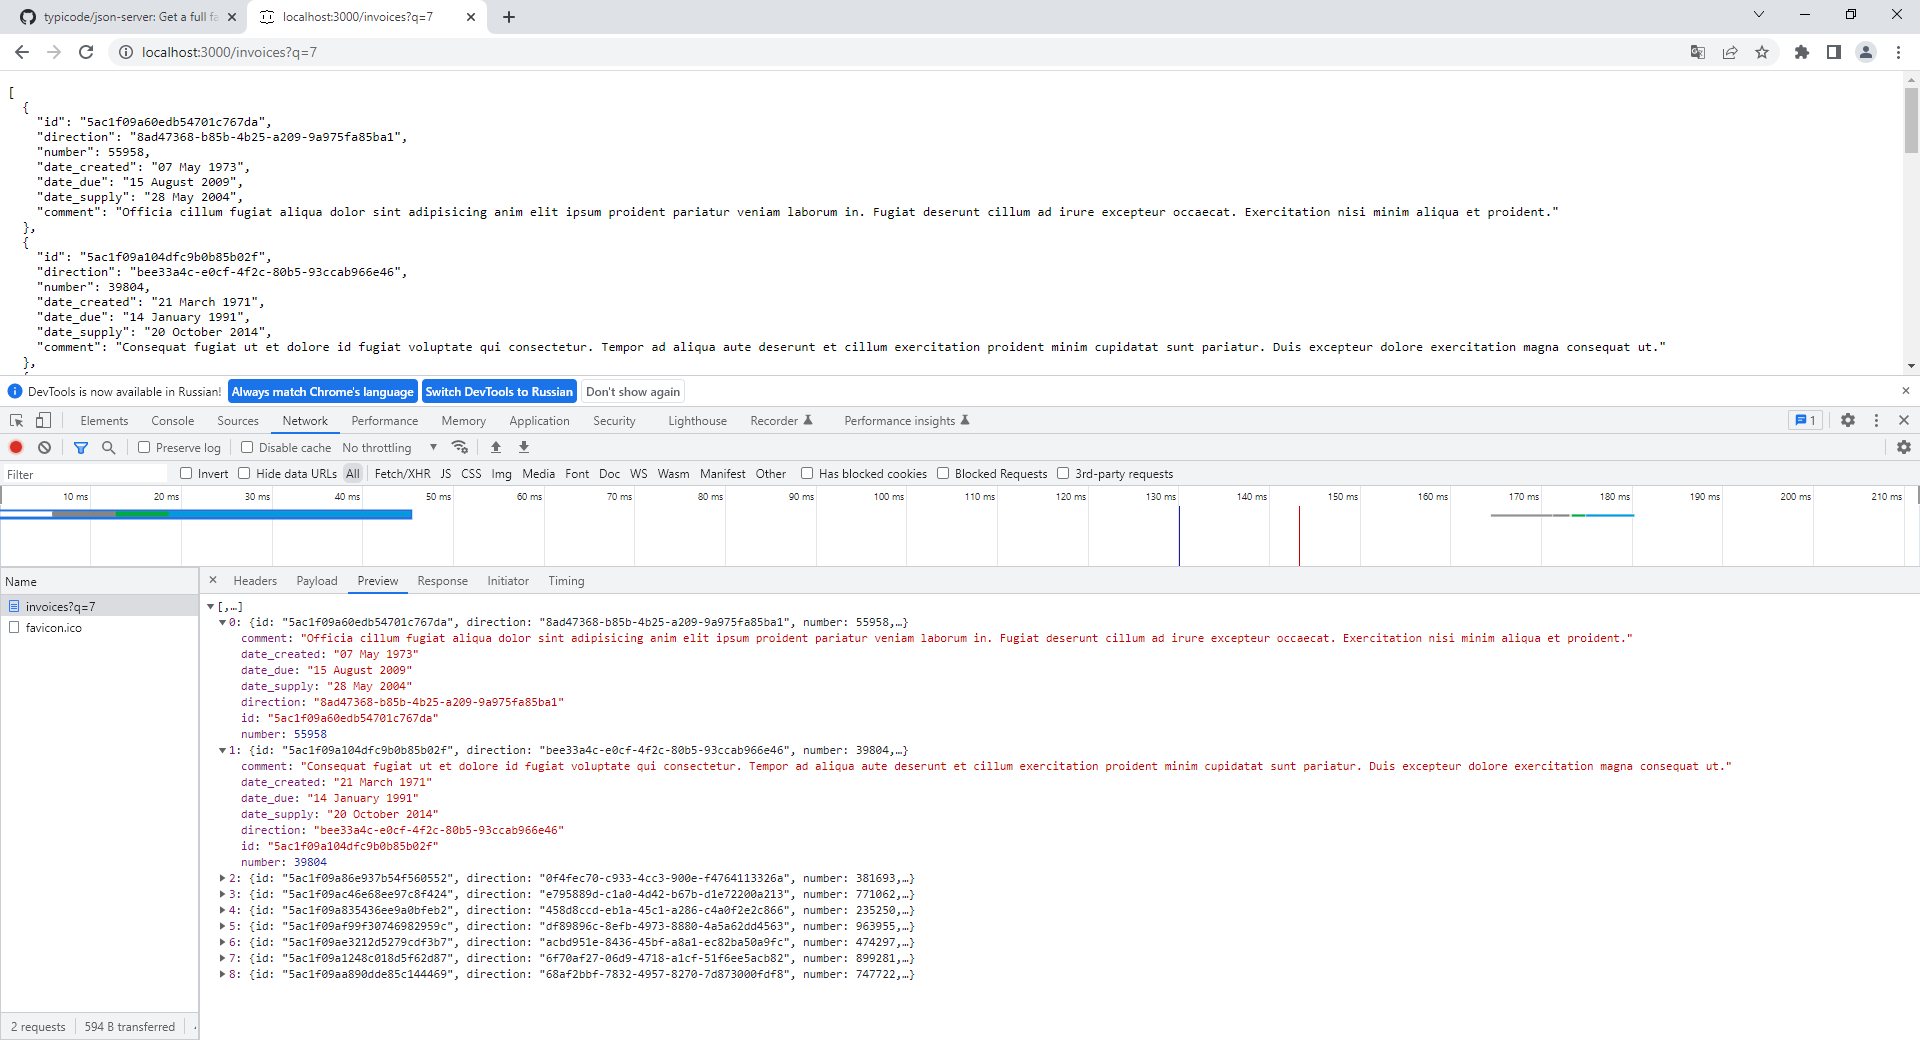 typicode/json-server: Get a full fa
localhost:3000/invoices?q=7
localhost:3000/invoices?q=7
[
{
"id": "5ac1f09a60edb54701c767da",
"direction": "8ad47368-b85b-4b25-a209-9a975fa85ba1",
"number": 55958,
"date_created": "07 May 1973",
"date_due": "15 August 2009",
"date_supply": "28 May 2004",
"comment": "Officia cillum fugiat aliqua dolor sint adipisicing anim elit ipsum proident pariatur veniam laborum in. Fugiat deserunt cillum ad irure excepteur occaecat. Exercitation nisi minim aliqua et proident."
},
{
"id": "5ac1f09a104dfc9b0b85b02f",
"direction": "bee33a4c-e0cf-4f2c-80b5-93ccab966e46",
"number": 39804,
"date_created": "21 March 1971",
"date_due": "14 January 1991",
"date_supply": "20 October 2014",
"comment": "Consequat fugiat ut et dolore id fugiat voluptate qui consectetur. Tempor ad aliqua aute deserunt et cillum exercitation proident minim cupidatat sunt pariatur. Duis excepteur dolore exercitation magna consequat ut."
},
DevTools is now available in Russian! Always match Chrome's language Switch DevTools to Russian Don't show again
Elements Console Sources Network Performance Memory Application Security Lighthouse Recorder Performance insights 1
Preserve log Disable cache No throttling
Filter Invert Hide data URLs All Fetch/XHR JS CSS Img Media Font Doc WS Wasm Manifest Other Has blocked cookies Blocked Requests 3rd-party requests
10 ms 20 ms 30 ms 40 ms 50 ms 60 ms 70 ms 80 ms 90 ms 100 ms 110 ms 120 ms 130 ms 140 ms 150 ms 160 ms 170 ms 180 ms 190 ms 200 ms 210 ms
Name
invoices?q=7
favicon.ico
Headers Payload Preview Response Initiator Timing
[,…]
0: {id: "5ac1f09a60edb54701c767da", direction: "8ad47368-b85b-4b25-a209-9a975fa85ba1", number: 55958,…}
comment: "Officia cillum fugiat aliqua dolor sint adipisicing anim elit ipsum proident pariatur veniam laborum in. Fugiat deserunt cillum ad irure excepteur occaecat. Exercitation nisi minim aliqua et proident."
date_created: "07 May 1973"
date_due: "15 August 2009"
date_supply: "28 May 2004"
direction: "8ad47368-b85b-4b25-a209-9a975fa85ba1"
id: "5ac1f09a60edb54701c767da"
number: 55958
1: {id: "5ac1f09a104dfc9b0b85b02f", direction: "bee33a4c-e0cf-4f2c-80b5-93ccab966e46", number: 39804,…}
comment: "Consequat fugiat ut et dolore id fugiat voluptate qui consectetur. Tempor ad aliqua aute deserunt et cillum exercitation proident minim cupidatat sunt pariatur. Duis excepteur dolore exercitation magna consequat ut."
date_created: "21 March 1971"
date_due: "14 January 1991"
date_supply: "20 October 2014"
direction: "bee33a4c-e0cf-4f2c-80b5-93ccab966e46"
id: "5ac1f09a104dfc9b0b85b02f"
number: 39804
2: {id: "5ac1f09a86e937b54f560552", direction: "0f4fec70-c933-4cc3-900e-f4764113326a", number: 381693,…}
3: {id: "5ac1f09ac46e68ee97c8f424", direction: "e795889d-c1a0-4d42-b67b-d1e72200a213", number: 771062,…}
4: {id: "5ac1f09a835436ee9a0bfeb2", direction: "458d8ccd-eb1a-45c1-a286-c4a0f2e2c866", number: 235250,…}
5: {id: "5ac1f09af99f30746982959c", direction: "df89896c-8efb-4973-8880-4a5a62dd4563", number: 963955,…}
6: {id: "5ac1f09ae3212d5279cdf3b7", direction: "acbd951e-8436-45bf-a8a1-ec82ba50a9fc", number: 474297,…}
7: {id: "5ac1f09a1248c018d5f62d87", direction: "6f70af27-06d9-4718-a1cf-51f6ee5acb82", number: 899281,…}
8: {id: "5ac1f09aa890dde85c144469", direction: "68af2bbf-7832-4957-8270-7d873000fdf8", number: 747722,…}
2 requests 594 B transferred